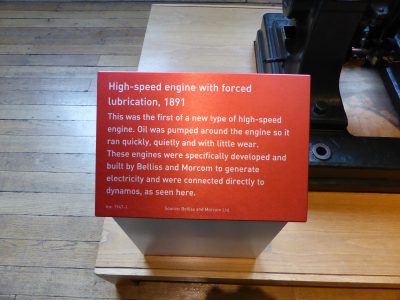 High-speed engine with forced
lubrication, 1891
This was the first of a new type of high-speed
engine. Oil was pumped around the engine so it
ran quickly, quietly and with little wear.
These engines were specifically developed and
built by Belliss and Morcom to generate
electricity and were connected directly to
dynamos, as seen here.
Source: Belliss and Morcom Ltd